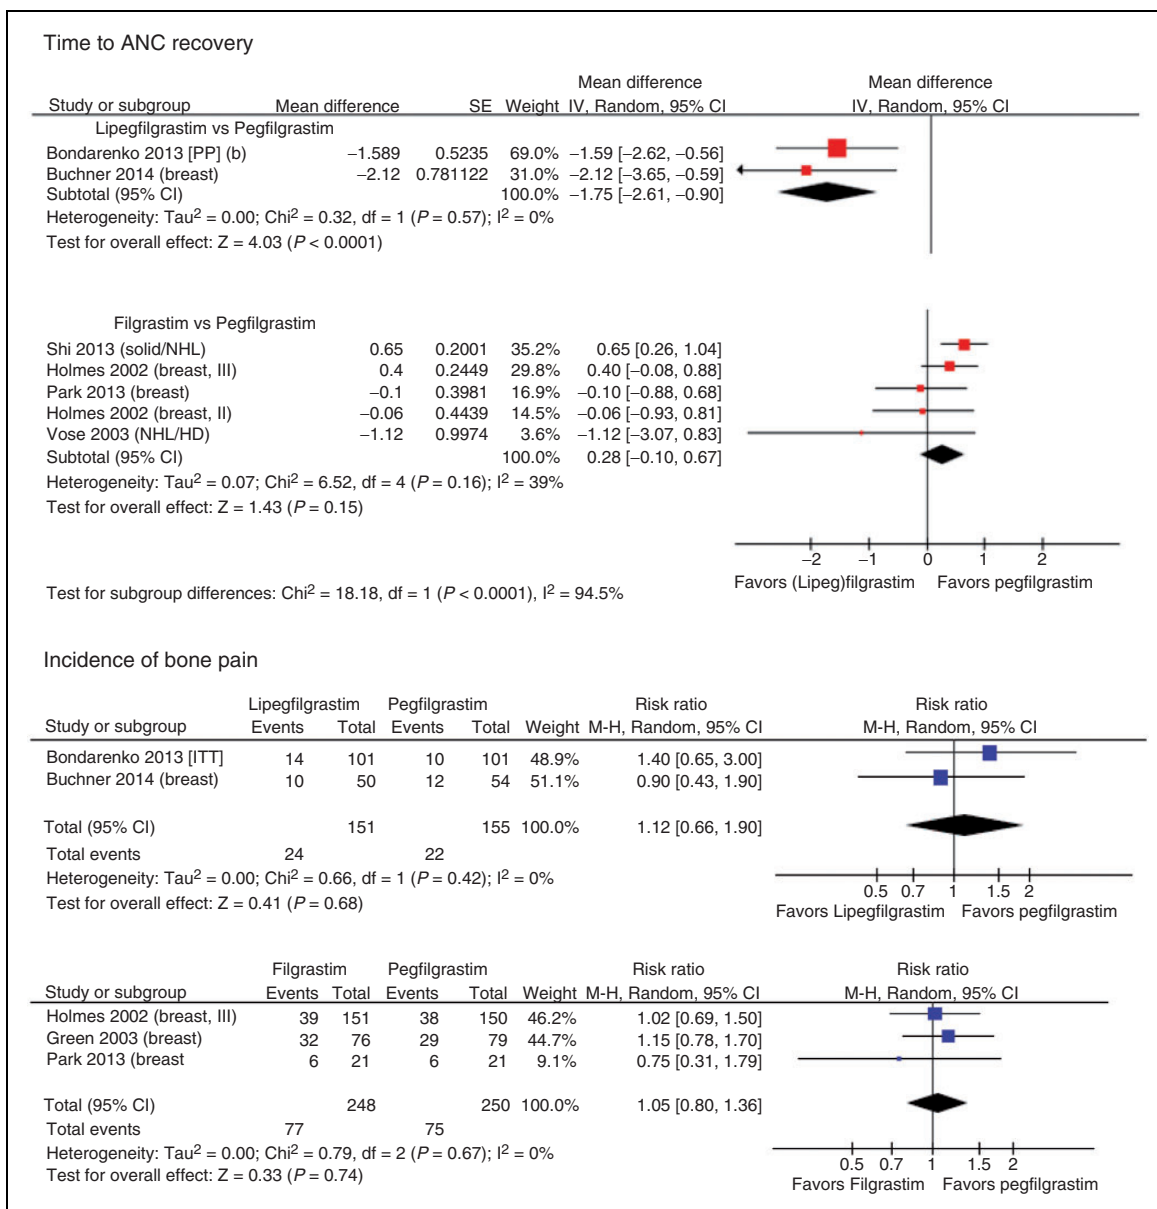 Time to ANC recovery
Mean difference Mean difference
Study or subgroup Mean difference SE Weight IV, Random, 95% CI IV, Random, 95% CI
Lipegfilgrastim vs Pegfilgrastim
Bondarenko 2013 [PP] (b) −1.589 0.5235 69.0% −1.59 [−2.62, −0.56]
Buchner 2014 (breast) −2.12 0.781122 31.0% −2.12 [−3.65, −0.59]
Subtotal (95% CI) 100.0% −1.75 [−2.61, −0.90]
Heterogeneity: Tau² = 0.00; Chi² = 0.32, df = 1 (P = 0.57); I² = 0%
Test for overall effect: Z = 4.03 (P < 0.0001)
Filgrastim vs Pegfilgrastim
Shi 2013 (solid/NHL) 0.65 0.2001 35.2% 0.65 [0.26, 1.04]
Holmes 2002 (breast, III) 0.4 0.2449 29.8% 0.40 [−0.08, 0.88]
Park 2013 (breast) −0.1 0.3981 16.9% −0.10 [−0.88, 0.68]
Holmes 2002 (breast, II) −0.06 0.4439 14.5% −0.06 [−0.93, 0.81]
Vose 2003 (NHL/HD) −1.12 0.9974 3.6% −1.12 [−3.07, 0.83]
Subtotal (95% CI) 100.0% 0.28 [−0.10, 0.67]
Heterogeneity: Tau² = 0.07; Chi² = 6.52, df = 4 (P = 0.16); I² = 39%
Test for overall effect: Z = 1.43 (P = 0.15)
−2 −1 0 1 2
Favors (Lipeg)filgrastim Favors pegfilgrastim
Test for subgroup differences: Chi² = 18.18, df = 1 (P < 0.0001), I² = 94.5%
Incidence of bone pain
Lipegfilgrastim Pegfilgrastim Risk ratio Risk ratio
Study or subgroup Events Total Events Total Weight M-H, Random, 95% CI M-H, Random, 95% CI
Bondarenko 2013 [ITT] 14 101 10 101 48.9% 1.40 [0.65, 3.00]
Buchner 2014 (breast) 10 50 12 54 51.1% 0.90 [0.43, 1.90]
Total (95% CI) 151 155 100.0% 1.12 [0.66, 1.90]
Total events 24 22
Heterogeneity: Tau² = 0.00; Chi² = 0.66, df = 1 (P = 0.42); I² = 0%
Test for overall effect: Z = 0.41 (P = 0.68)
0.5 0.7 1 1.5 2
Favors Lipegfilgrastim Favors pegfilgrastim
Filgrastim Pegfilgrastim Risk ratio Risk ratio
Study or subgroup Events Total Events Total Weight M-H, Random, 95% CI M-H, Random, 95% CI
Holmes 2002 (breast, III) 39 151 38 150 46.2% 1.02 [0.69, 1.50]
Green 2003 (breast) 32 76 29 79 44.7% 1.15 [0.78, 1.70]
Park 2013 (breast 6 21 6 21 9.1% 0.75 [0.31, 1.79]
Total (95% CI) 248 250 100.0% 1.05 [0.80, 1.36]
Total events 77 75
Heterogeneity: Tau² = 0.00; Chi² = 0.79, df = 2 (P = 0.67); I² = 0%
Test for overall effect: Z = 0.33 (P = 0.74)
0.5 0.7 1 1.5 2
Favors Filgrastim Favors pegfilgrastim